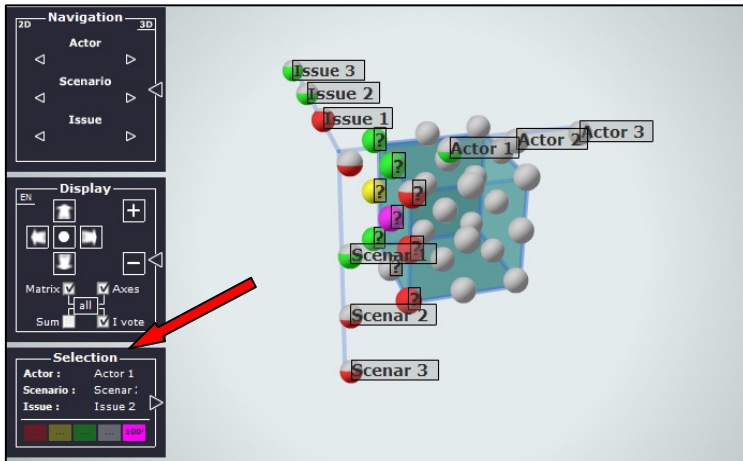 Navigation
2D 3D
Actor
Scenario
Issue
Display
EN
Matrix Axes
all
Sum I vote
Selection
Actor : Actor 1
Scenario :
Issue : Issue 2
... ... ... ...
Issue 3
Issue 2
Issue 1
?
Actor 1
Actor 2
Actor 3
?
?
?
?
?
Scenar 1
?
?
?
Scenar 2
Scenar 3